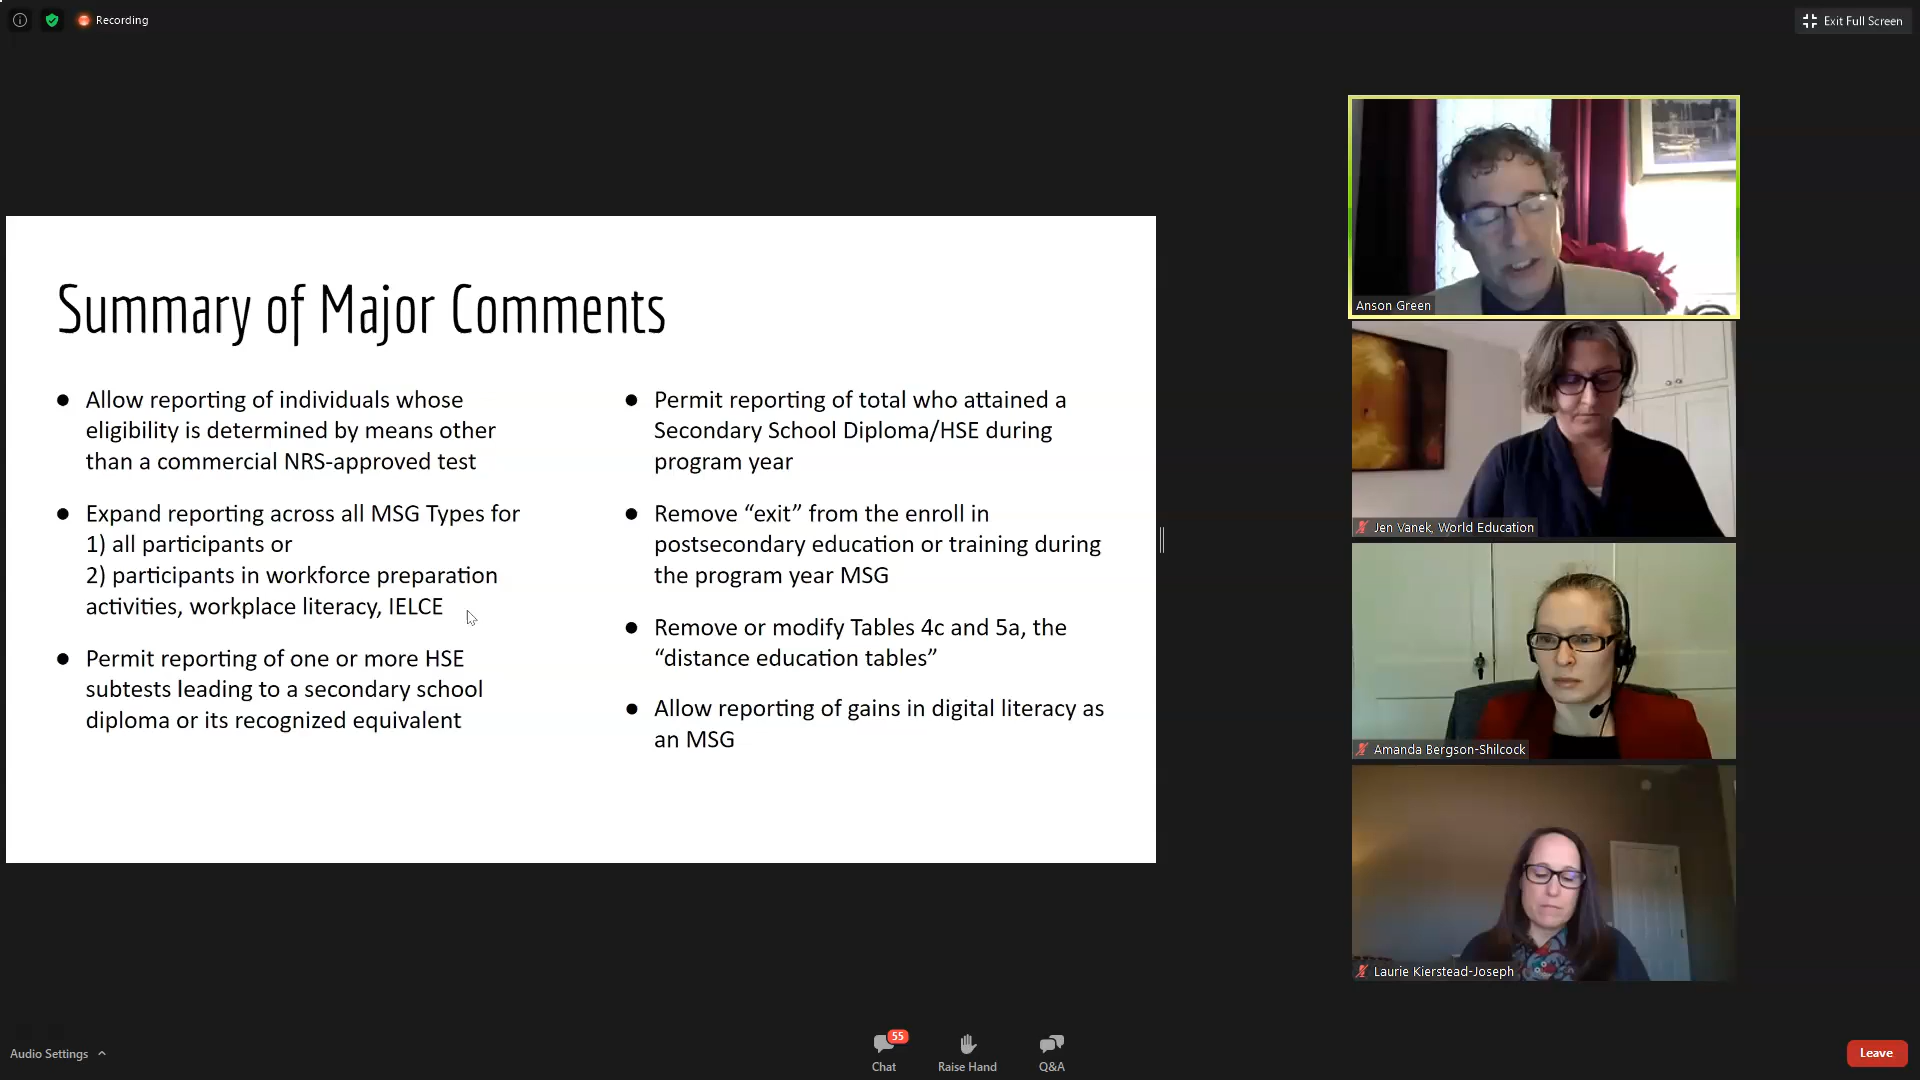 Recording
Exit Full Screen
Summary of Major Comments
● Allow reporting of individuals whose
eligibility is determined by means other
than a commercial NRS-approved test
● Expand reporting across all MSG Types for
1) all participants or
2) participants in workforce preparation
activities, workplace literacy, IELCE
● Permit reporting of one or more HSE
subtests leading to a secondary school
diploma or its recognized equivalent
● Permit reporting of total who attained a
Secondary School Diploma/HSE during
program year
● Remove “exit” from the enroll in
postsecondary education or training during
the program year MSG
● Remove or modify Tables 4c and 5a, the
“distance education tables”
● Allow reporting of gains in digital literacy as
an MSG
Anson Green
Jen Vanek, World Education
Amanda Bergson-Shilcock
Laurie Kierstead-Joseph
Audio Settings
55
Chat
Raise Hand
Q&A
Leave